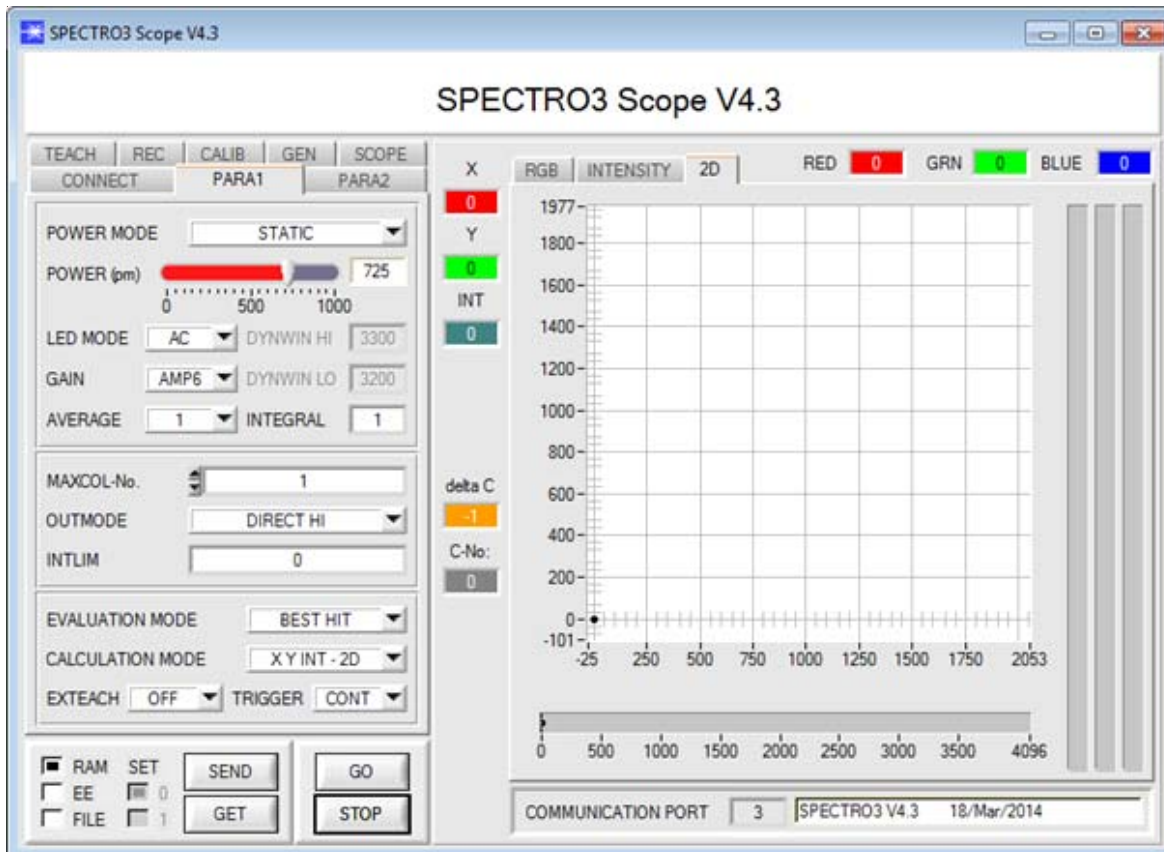 SPECTRO3 Scope V4.3
SPECTRO3 Scope V4.3
TEACH REC CALIB GEN SCOPE
CONNECT PARA1 PARA2
POWER MODE STATIC
POWER (pm) 725
0 500 1000
LED MODE AC DYNWIN HI 3300
GAIN AMP6 DYNWIN LO 3200
AVERAGE 1 INTEGRAL 1
MAXCOL-No. 1
OUTMODE DIRECT HI
INTLIM 0
EVALUATION MODE BEST HIT
CALCULATION MODE X Y INT - 2D
EXTEACH OFF TRIGGER CONT
RAM SET SEND GO
EE 0
FILE 1 GET STOP
X
0
Y
0
INT
0
delta C
-1
C-No:
0
RGB INTENSITY 2D RED 0 GRN 0 BLUE 0
1977
1800
1600
1400
1200
1000
800
600
400
200
0
-101
-25 250 500 750 1000 1250 1500 1750 2053
0 500 1000 1500 2000 2500 3000 3500 4096
COMMUNICATION PORT 3 SPECTRO3 V4.3 18/Mar/2014